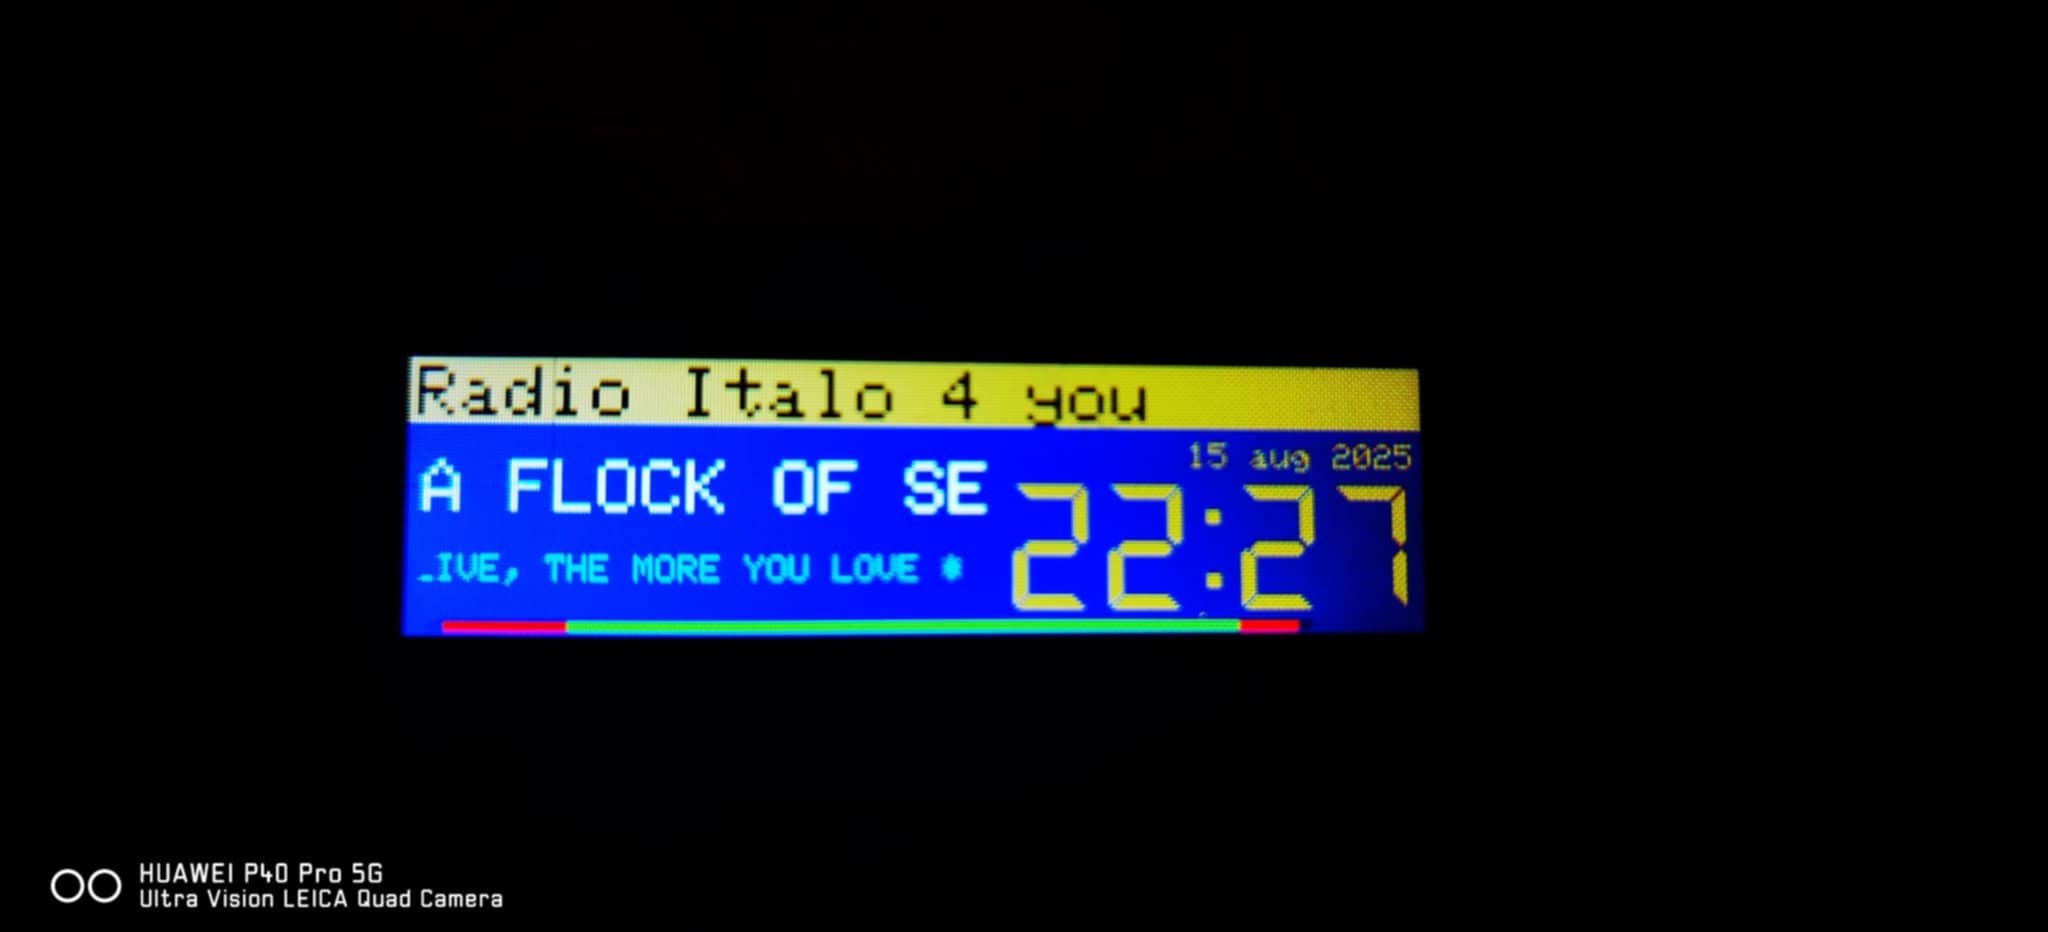 Radio Italo 4 you
15 aug 2025
A FLOCK OF SE
22:27
IVE, THE MORE YOU LOVE *
HUAWEI P40 Pro 5G
Ultra Vision LEICA Quad Camera